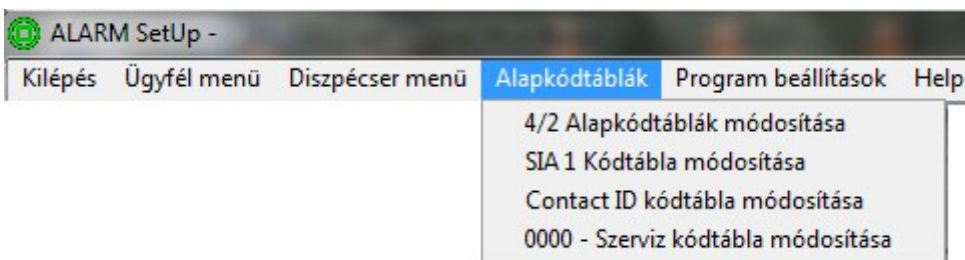 ALARM SetUp -
Kilépés Ügyfél menü Diszpécser menü Alapkódtáblák Program beállítások Help
4/2 Alapkódtáblák módosítása
SIA 1 Kódtábla módosítása
Contact ID kódtábla módosítása
0000 - Szerviz kódtábla módosítása